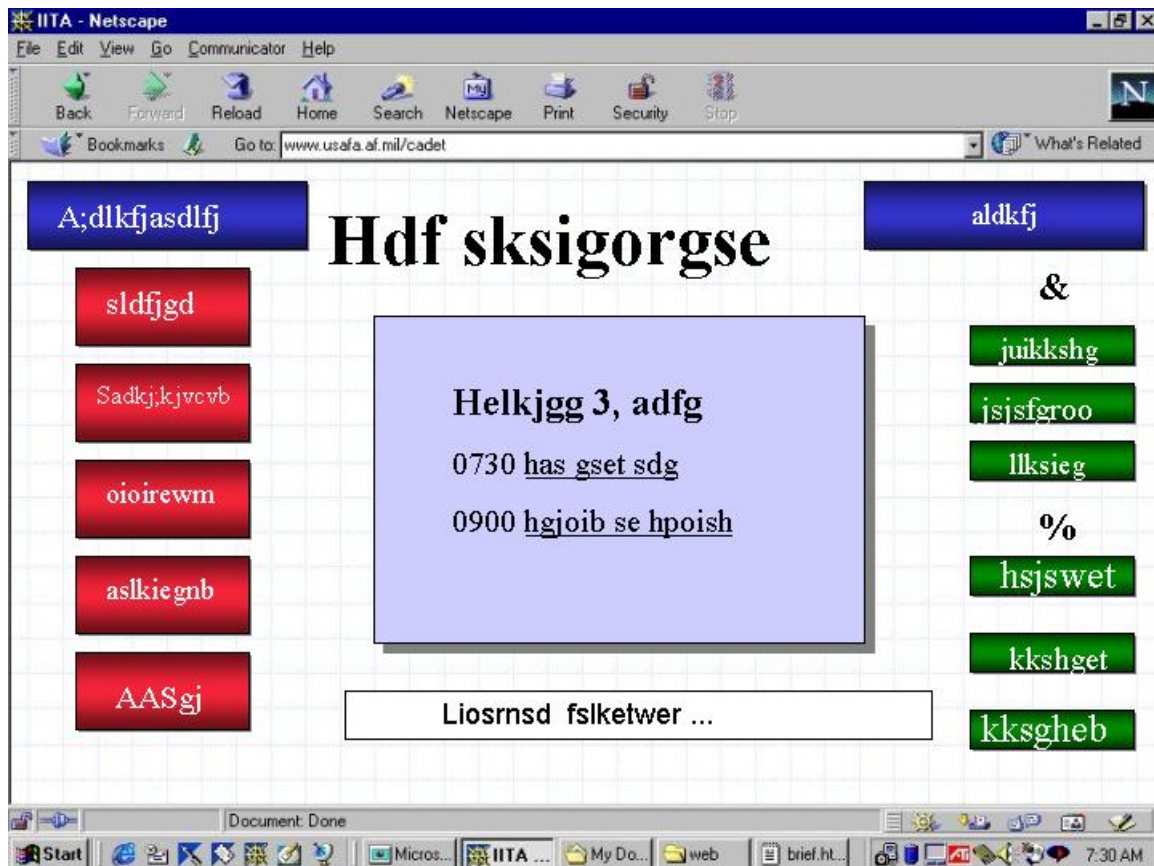 IITA - Netscape
File Edit View Go Communicator Help
Back Forward Reload Home Search Netscape Print Security Stop
Bookmarks Go to: www.usafa.af.mil/cadet What's Related
A;dlkfjasdlfj
Hdf sksigorgse
aldkfj
sldfjgd
Sadkj;kjvcvb
oioirewm
aslkiegnb
AASgj
Helkjgg 3, adfg
0730 has gset sdg
0900 hgjoib se hpoish
Liosrnsd fslketwer ...
&
juikkshg
jsjsfgroo
llksieg
%
hsjswet
kkshget
kksgheb
Document: Done
Start Micros... IITA ... My Do... web brief.ht... 7:30 AM